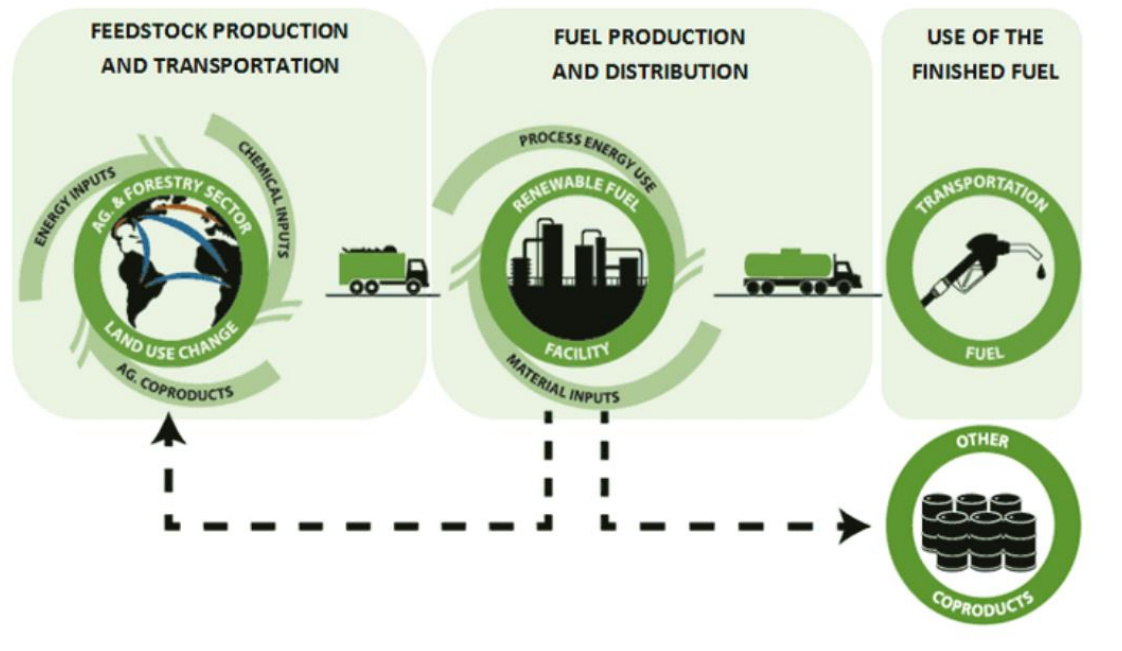 FEEDSTOCK PRODUCTION
AND TRANSPORTATION
ENERGY INPUTS
CHEMICAL INPUTS
AG. & FORESTRY SECTOR
LAND USE CHANGE
AG. COPRODUCTS
FUEL PRODUCTION
AND DISTRIBUTION
PROCESS ENERGY USE
RENEWABLE FUEL
FACILITY
MATERIAL INPUTS
USE OF THE
FINISHED FUEL
TRANSPORTATION
FUEL
OTHER
COPRODUCTS